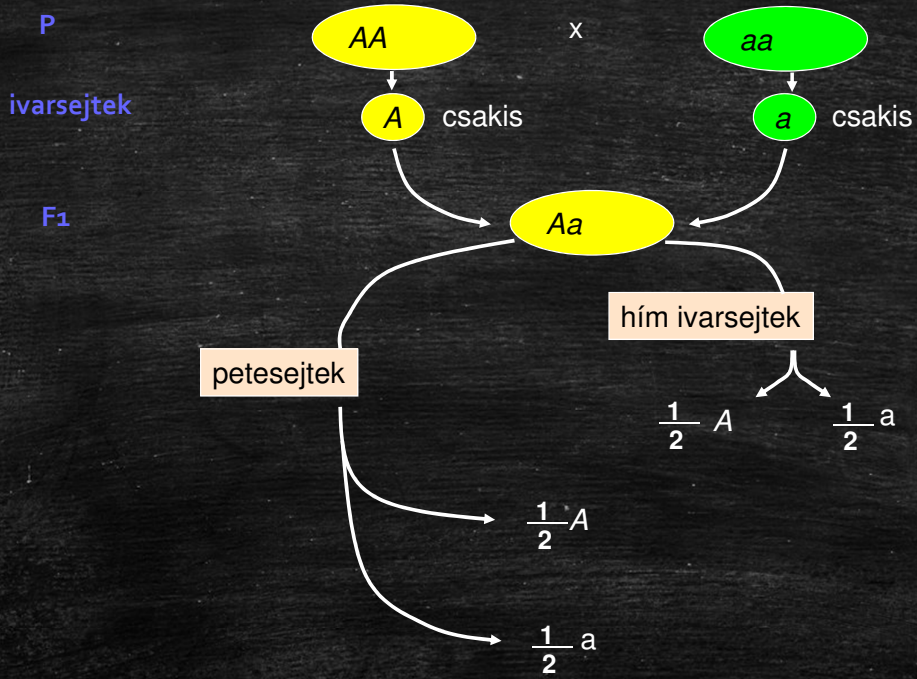 P
AA
x
aa
ivarsejtek
A csakis
a csakis
F1
Aa
hím ivarsejtek
petesejtek
1/2 A
1/2 a
1/2 A
1/2 a